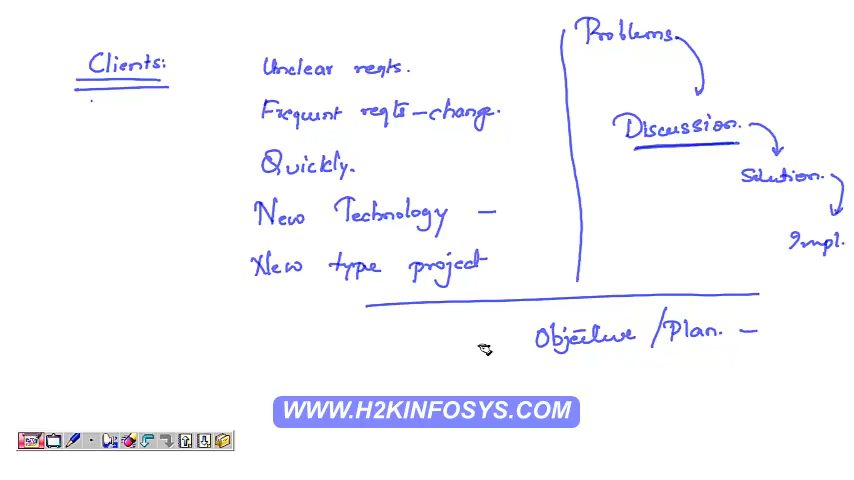 Clients:
Unclear reqts.
Frequent reqts-change.
Quickly.
New Technology -
New type project
Problems.
Discussion.
Solution.
Impl.
Objective / Plan. -
WWW.H2KINFOSYS.COM